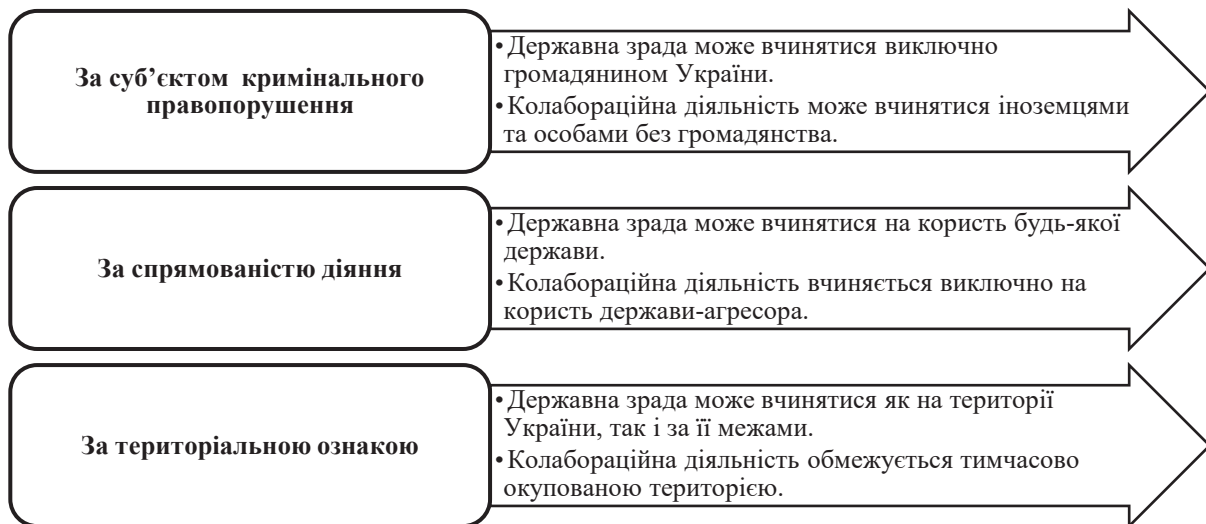 За суб’єктом кримінального
правопорушення
• Державна зрада може вчинятися виключно
громадянином України.
• Колабораційна діяльність може вчинятися іноземцями
та особами без громадянства.
За спрямованістю діяння
• Державна зрада може вчинятися на користь будь-якої
держави.
• Колабораційна діяльність вчиняється виключно на
користь держави-агресора.
За територіальною ознакою
• Державна зрада може вчинятися як на території
України, так і за її межами.
• Колабораційна діяльність обмежується тимчасово
окупованою територією.